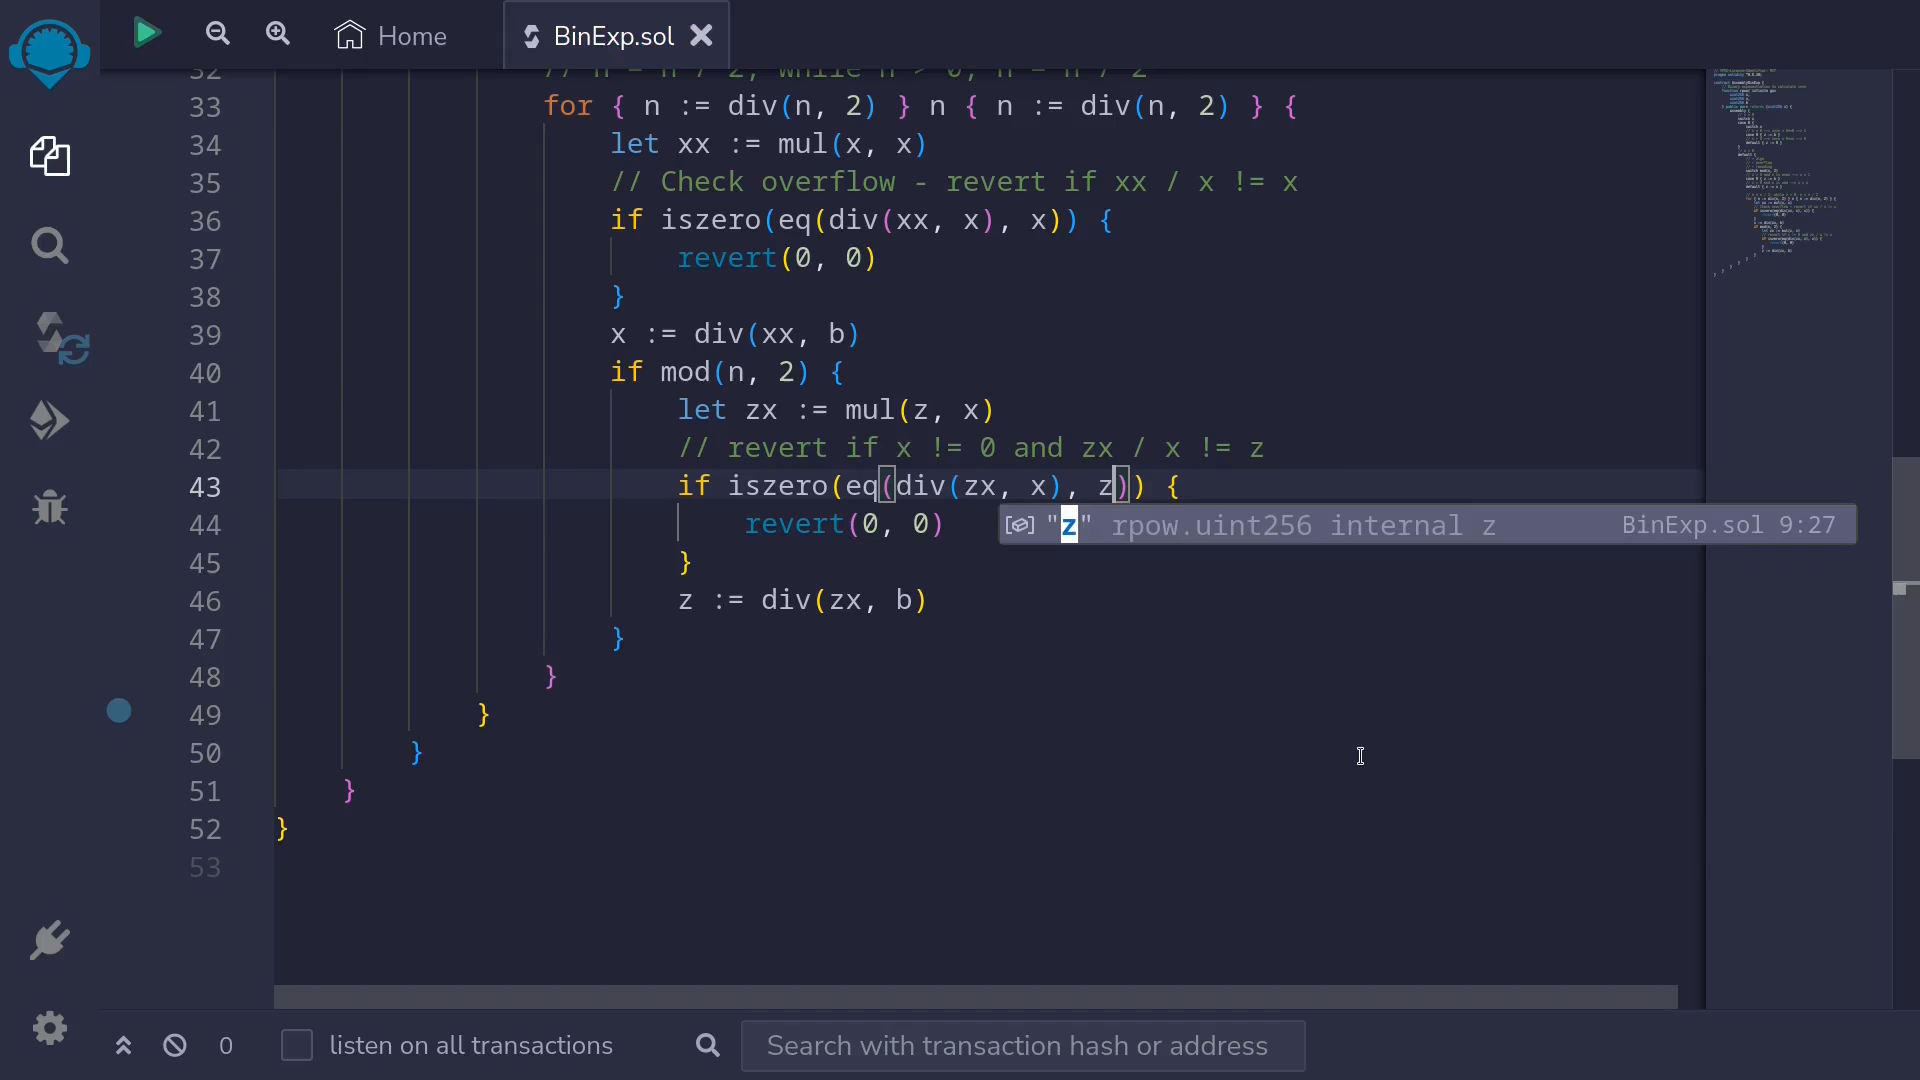 Home
BinExp.sol
32 // n = n / 2, while n > 0, n = n / 2
33 for { n := div(n, 2) } n { n := div(n, 2) } {
34 let xx := mul(x, x)
35 // Check overflow - revert if xx / x != x
36 if iszero(eq(div(xx, x), x)) {
37 revert(0, 0)
38 }
39 x := div(xx, b)
40 if mod(n, 2) {
41 let zx := mul(z, x)
42 // revert if x != 0 and zx / x != z
43 if iszero(eq(div(zx, x), z)) {
44 revert(0, 0)
"z" rpow.uint256 internal z BinExp.sol 9:27
45 }
46 z := div(zx, b)
47 }
48 }
49 }
50 }
51 }
52 }
53
0 listen on all transactions Search with transaction hash or address